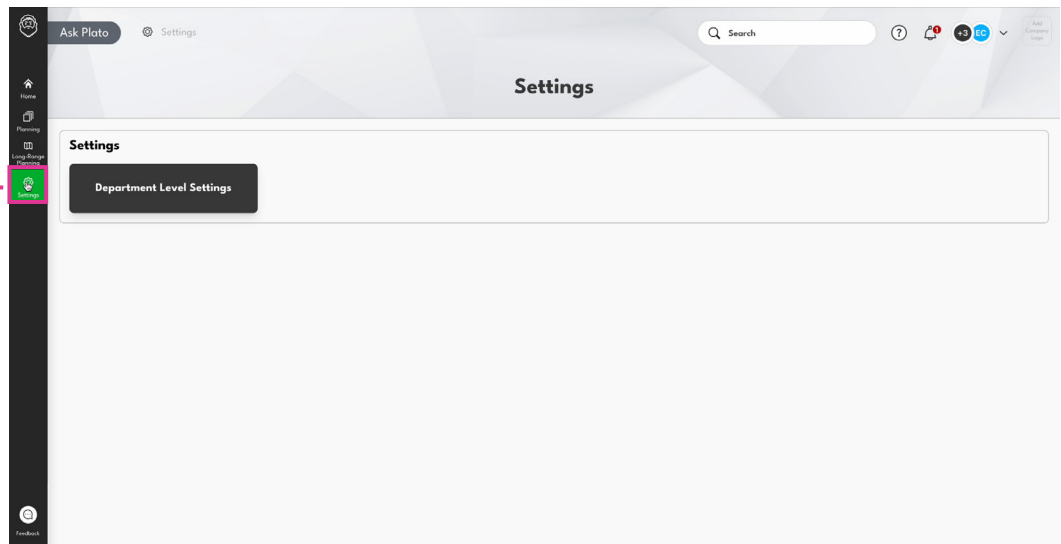 Ask Plato
Settings
Search
?
1
+3
EC
Add
Company
Logo
Home
Planning
Long-Range
Planning
Settings
Feedback
Settings
Settings
Department Level Settings